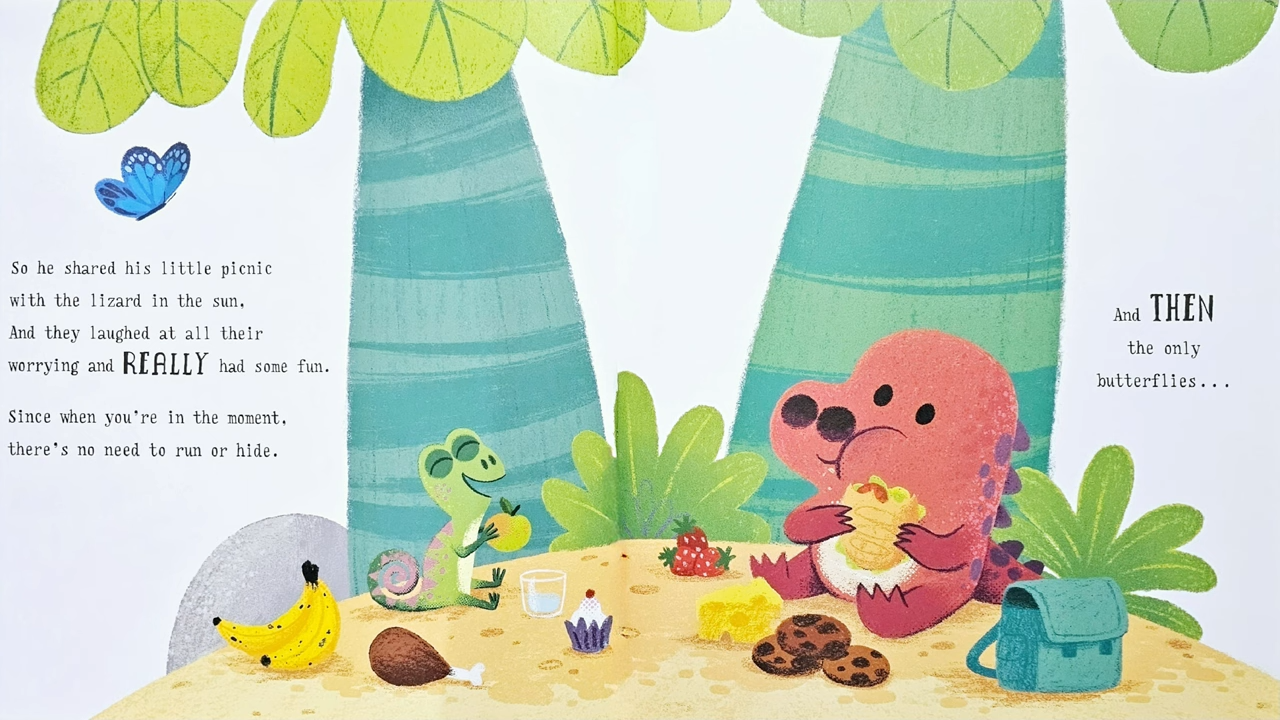 So he shared his little picnic
with the lizard in the sun,
And they laughed at all their
worrying and REALLY had some fun.
Since when you're in the moment,
there's no need to run or hide.
And THEN
the only
butterflies...